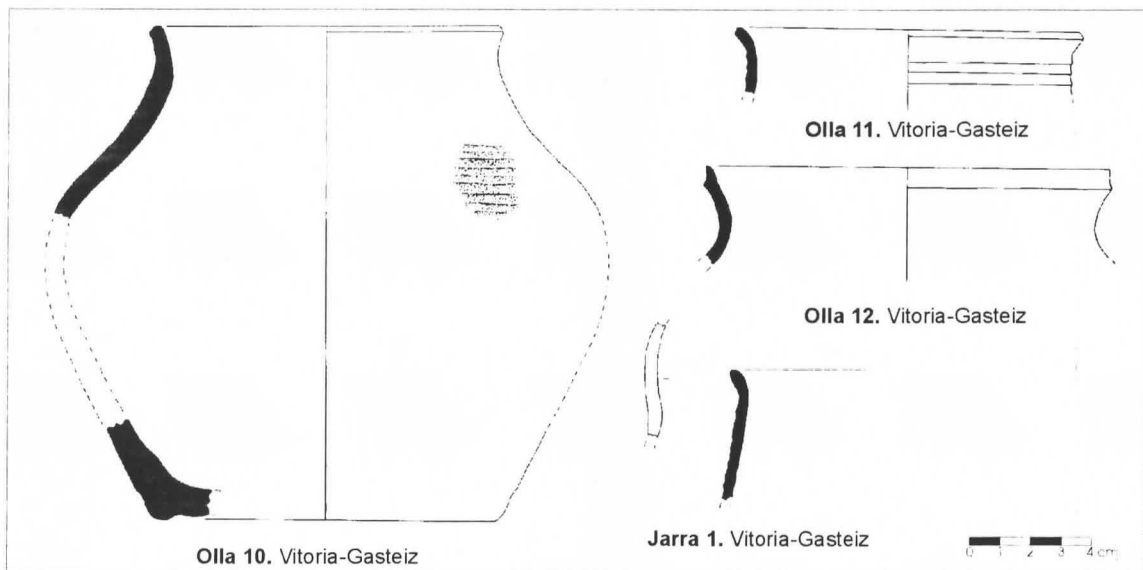 Olla 10. Vitoria-Gasteiz
Olla 11. Vitoria-Gasteiz
Olla 12. Vitoria-Gasteiz
Jarra 1. Vitoria-Gasteiz
0 1 2 3 4 cm